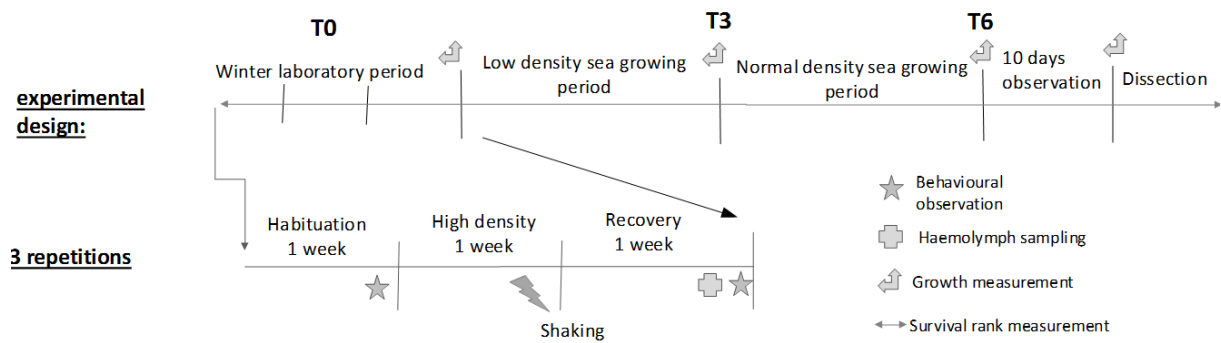 T0
T3
T6
Winter laboratory period
Low density sea growing
period
Normal density sea growing
period
10 days
observation
Dissection
experimental
design:
Habituation
1 week
High density
1 week
Recovery
1 week
3 repetitions
Shaking
Behavioural
observation
Haemolymph sampling
Growth measurement
Survival rank measurement